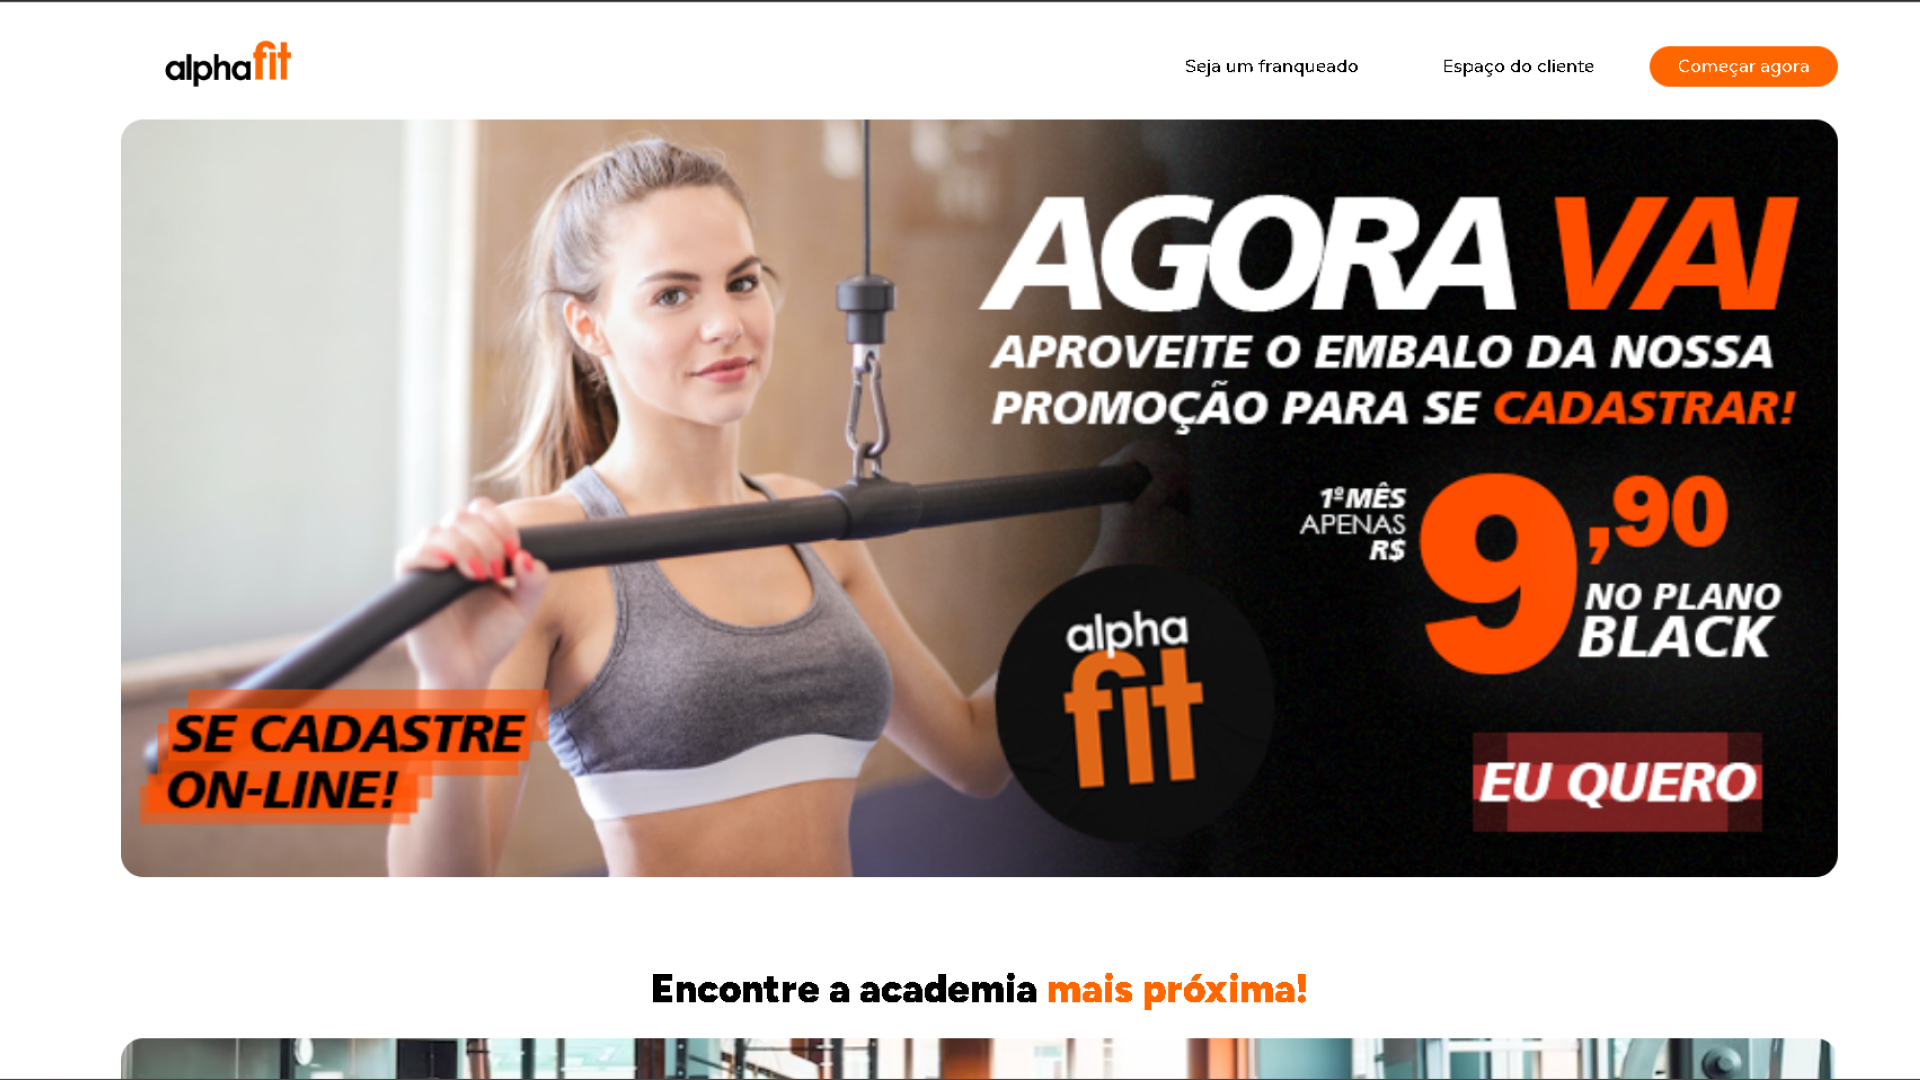 alphafit
Seja um franqueado
Espaço do cliente
Começar agora
AGORA VAI
APROVEITE O EMBALO DA NOSSA
PROMOÇÃO PARA SE CADASTRAR!
1º MÊS
APENAS
R$
9,90
NO PLANO
BLACK
alpha
fit
SE CADASTRE
ON-LINE!
EU QUERO
Encontre a academia mais próxima!